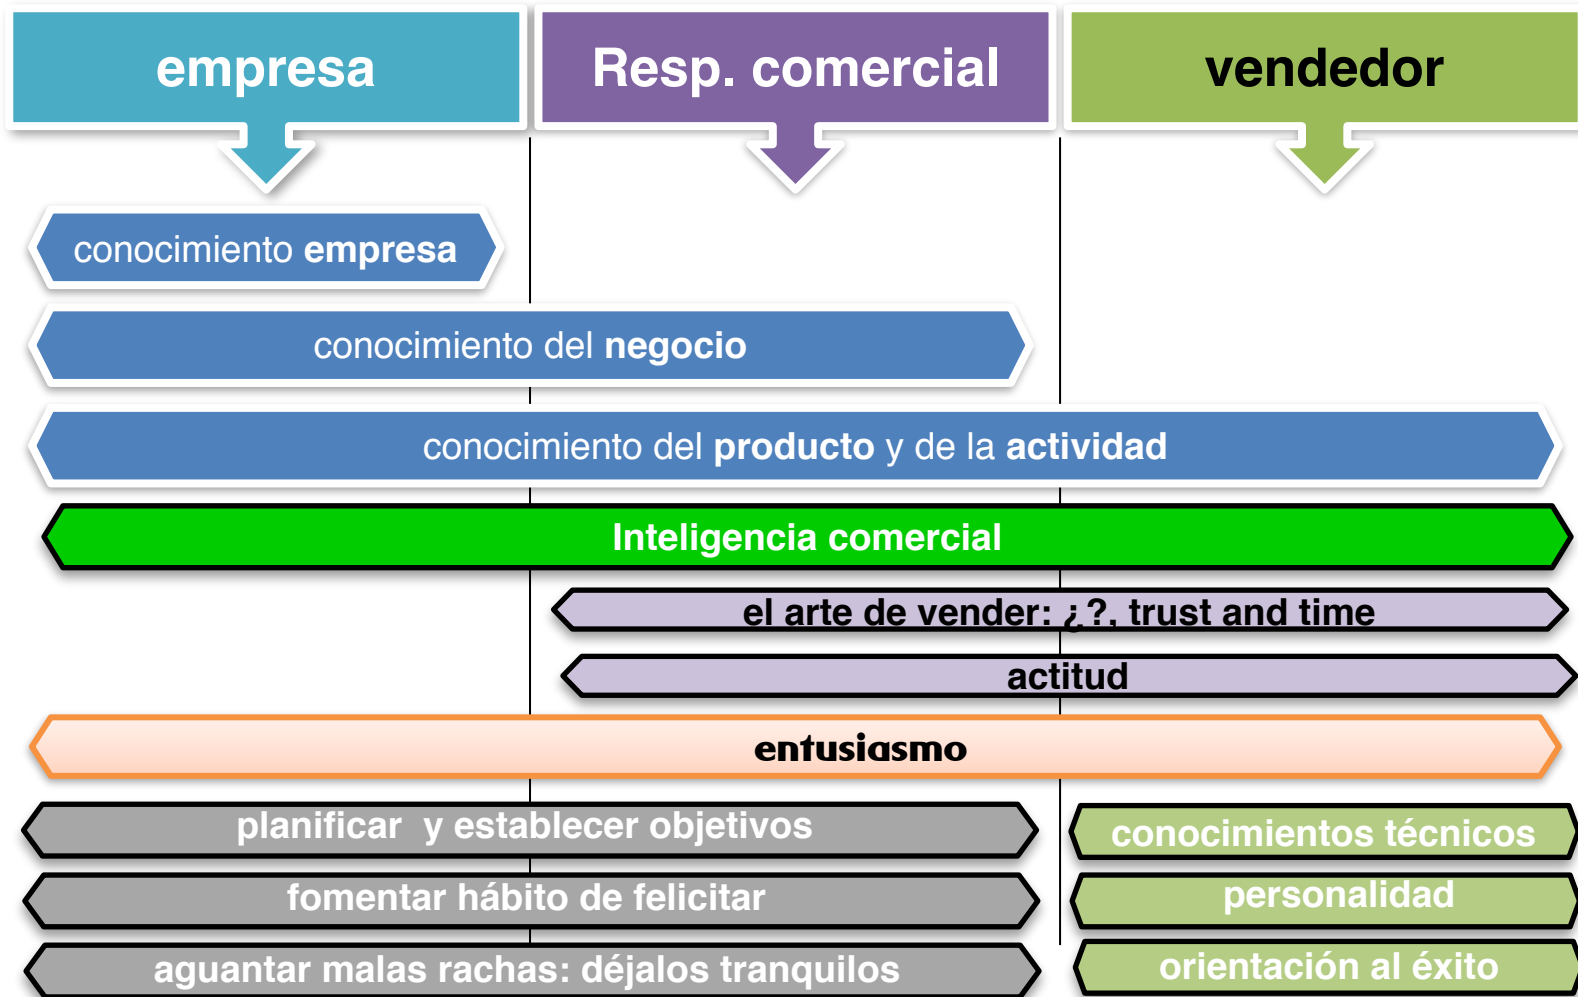 empresa
Resp. comercial
vendedor
conocimiento empresa
conocimiento del negocio
conocimiento del producto y de la actividad
Inteligencia comercial
el arte de vender: ¿?, trust and time
actitud
entusiasmo
planificar y establecer objetivos
conocimientos técnicos
fomentar hábito de felicitar
personalidad
aguantar malas rachas: déjalos tranquilos
orientación al éxito